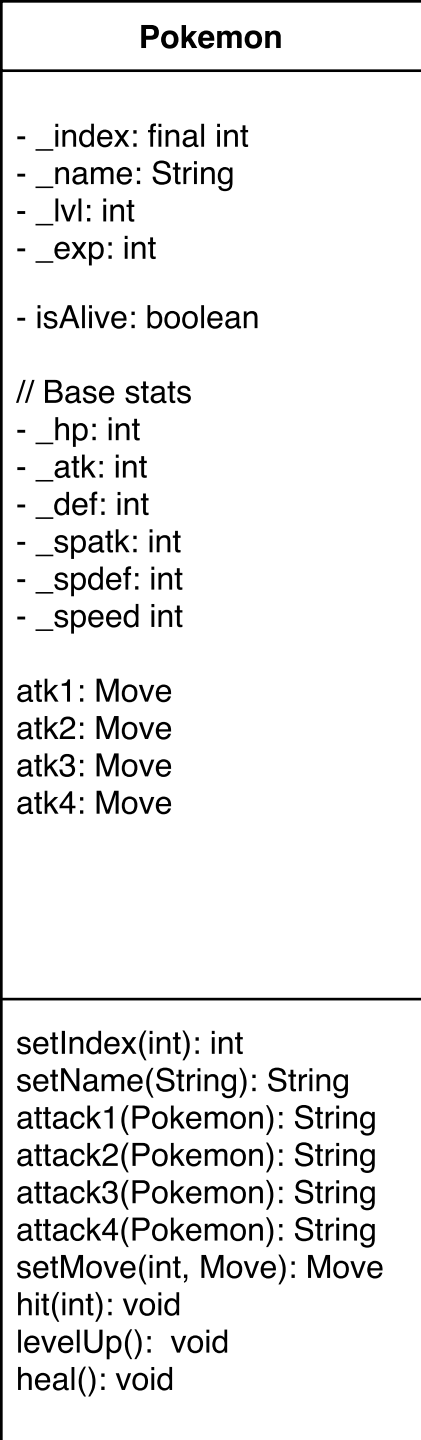 Pokemon
- _index: final int
- _name: String
- _lvl: int
- _exp: int
- isAlive: boolean
// Base stats
- _hp: int
- _atk: int
- _def: int
- _spatk: int
- _spdef: int
- _speed int
atk1: Move
atk2: Move
atk3: Move
atk4: Move
setIndex(int): int
setName(String): String
attack1(Pokemon): String
attack2(Pokemon): String
attack3(Pokemon): String
attack4(Pokemon): String
setMove(int, Move): Move
hit(int): void
levelUp():  void
heal(): void